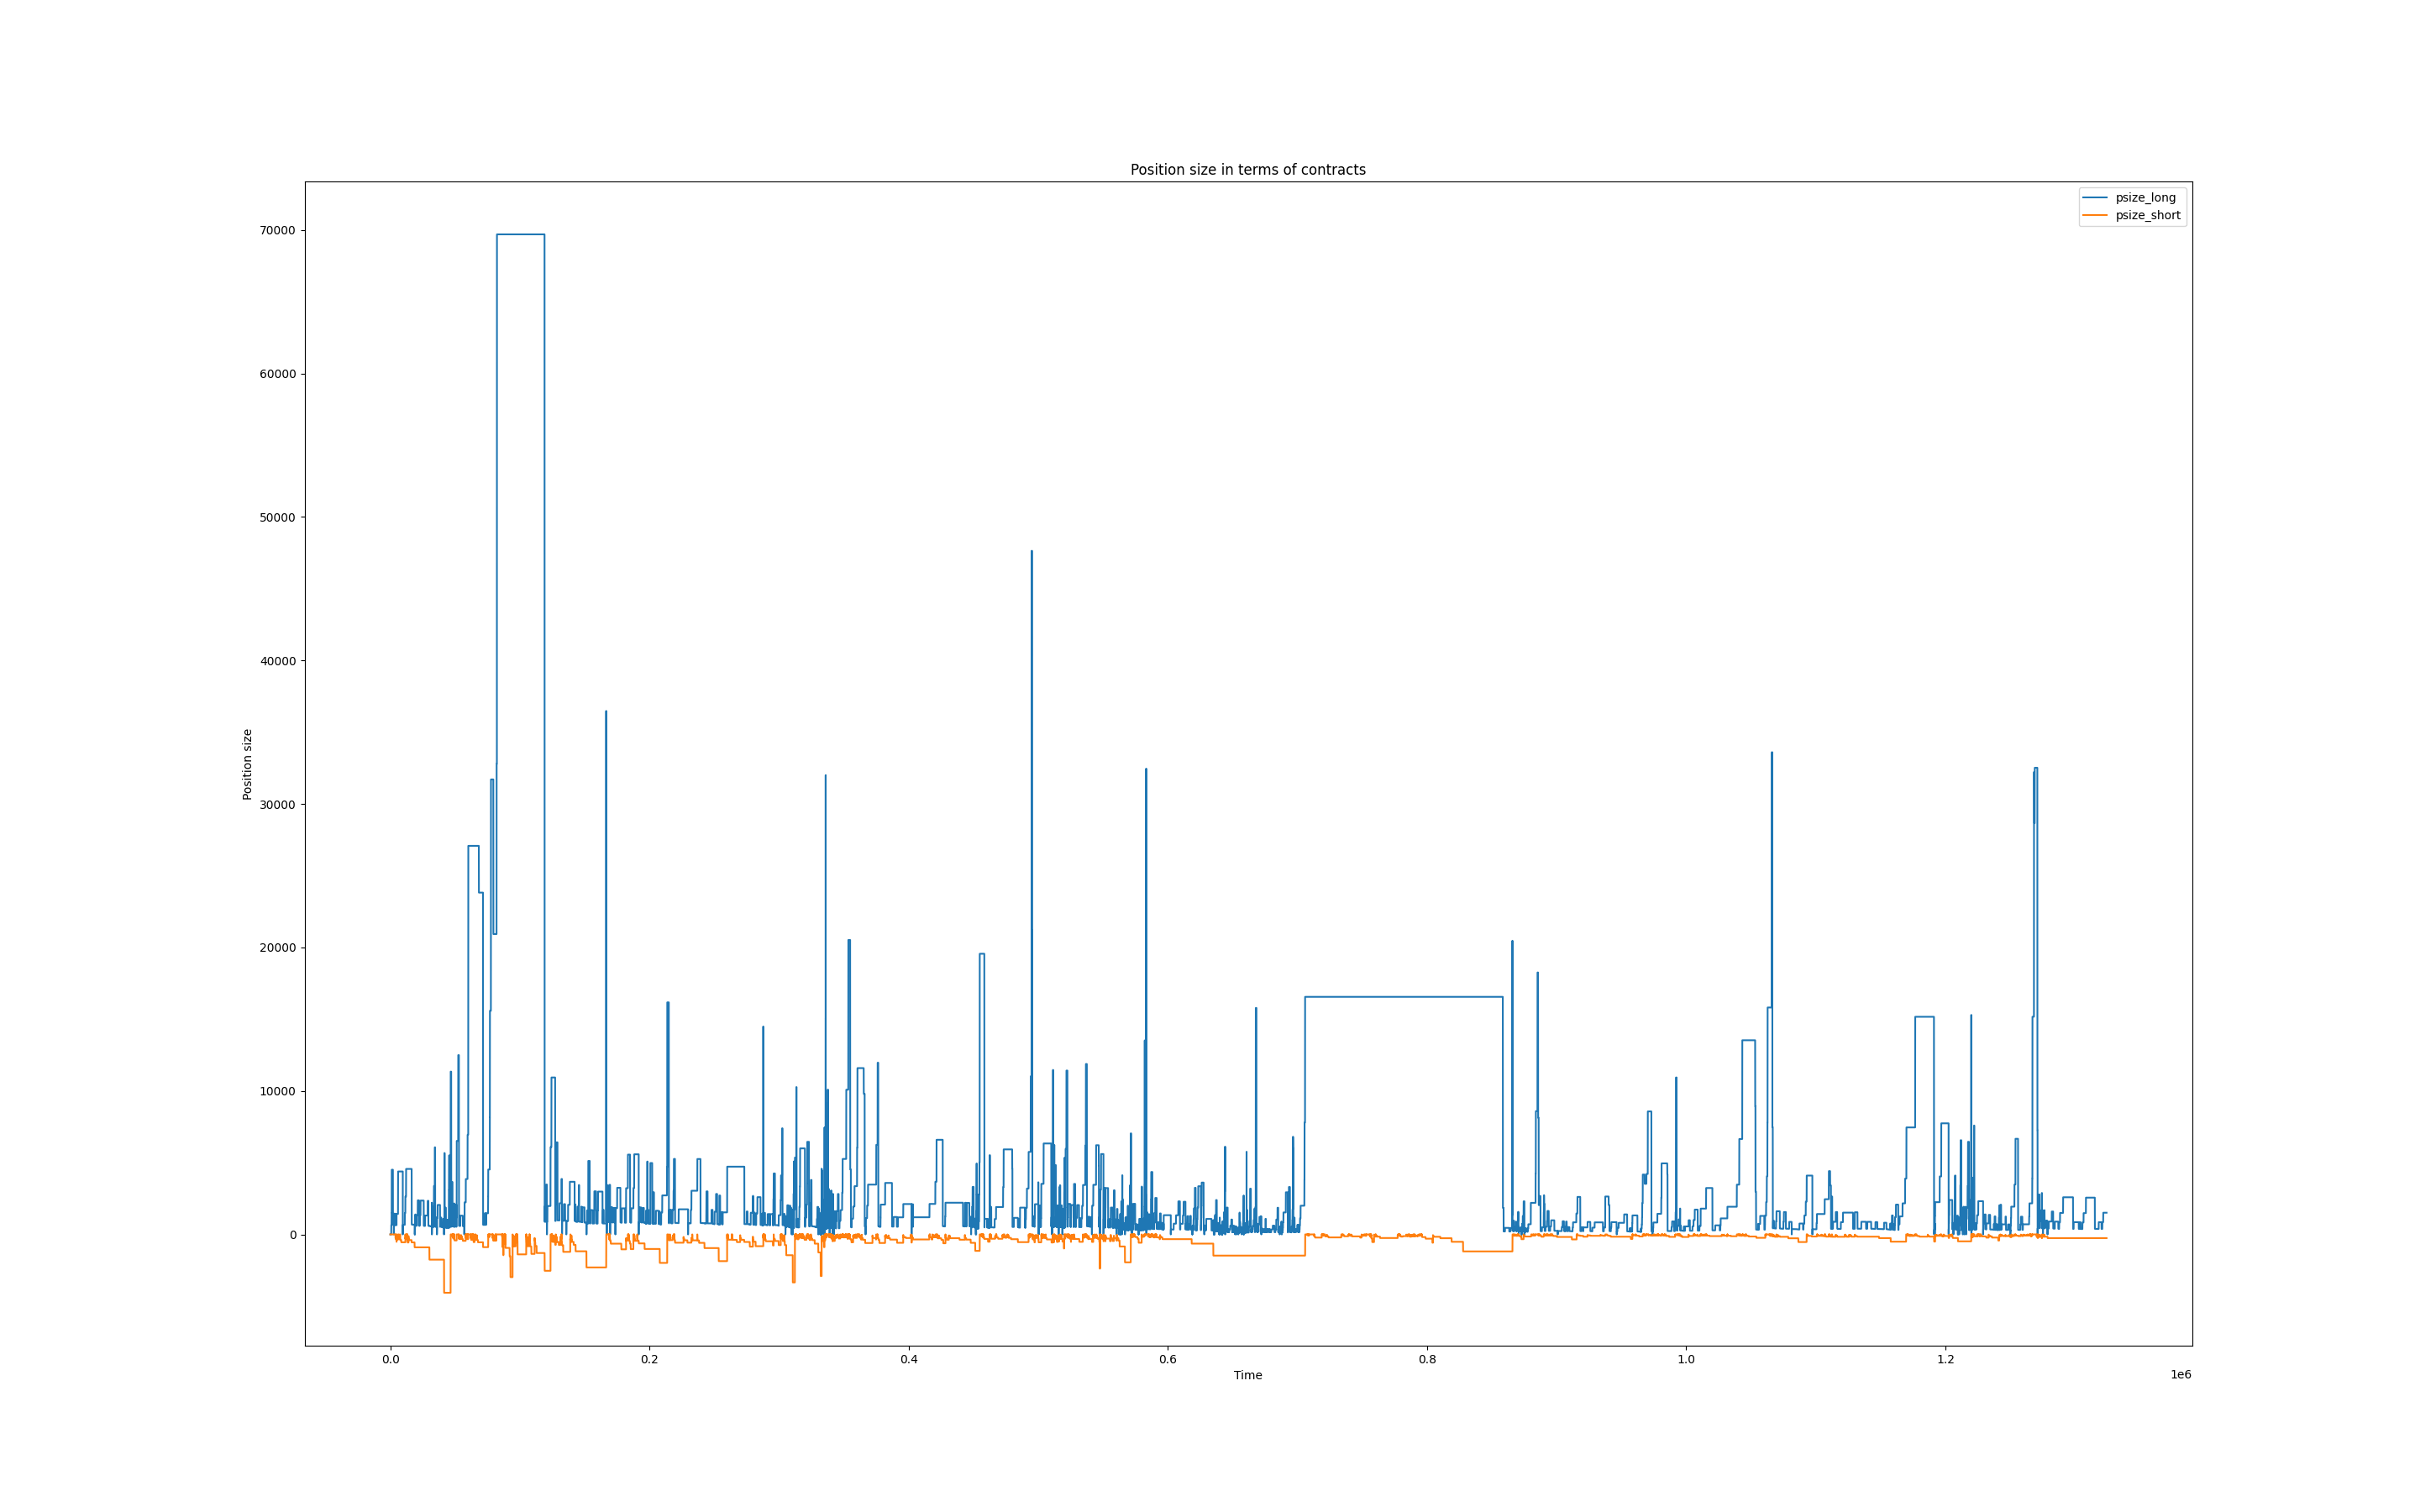 Position size in terms of contracts
psize_long
psize_short
70000
60000
50000
40000
30000
20000
10000
0
Position size
0.0 0.2 0.4 0.6 0.8 1.0 1.2
Time
1e6